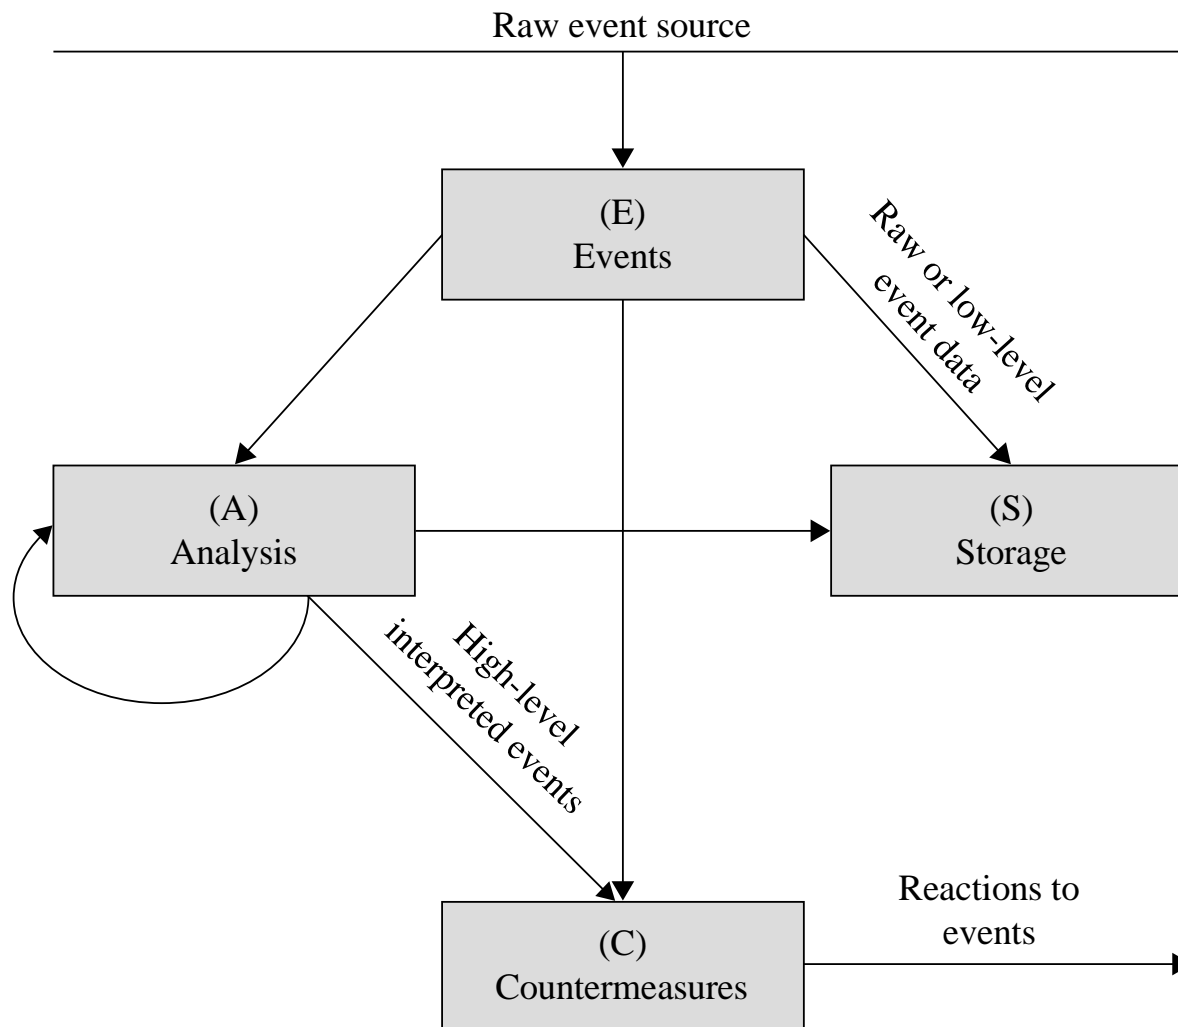 Raw event source
(E)
Events
Raw or low-level
event data
(A)
Analysis
(S)
Storage
High-level
interpreted events
(C)
Countermeasures
Reactions to
events